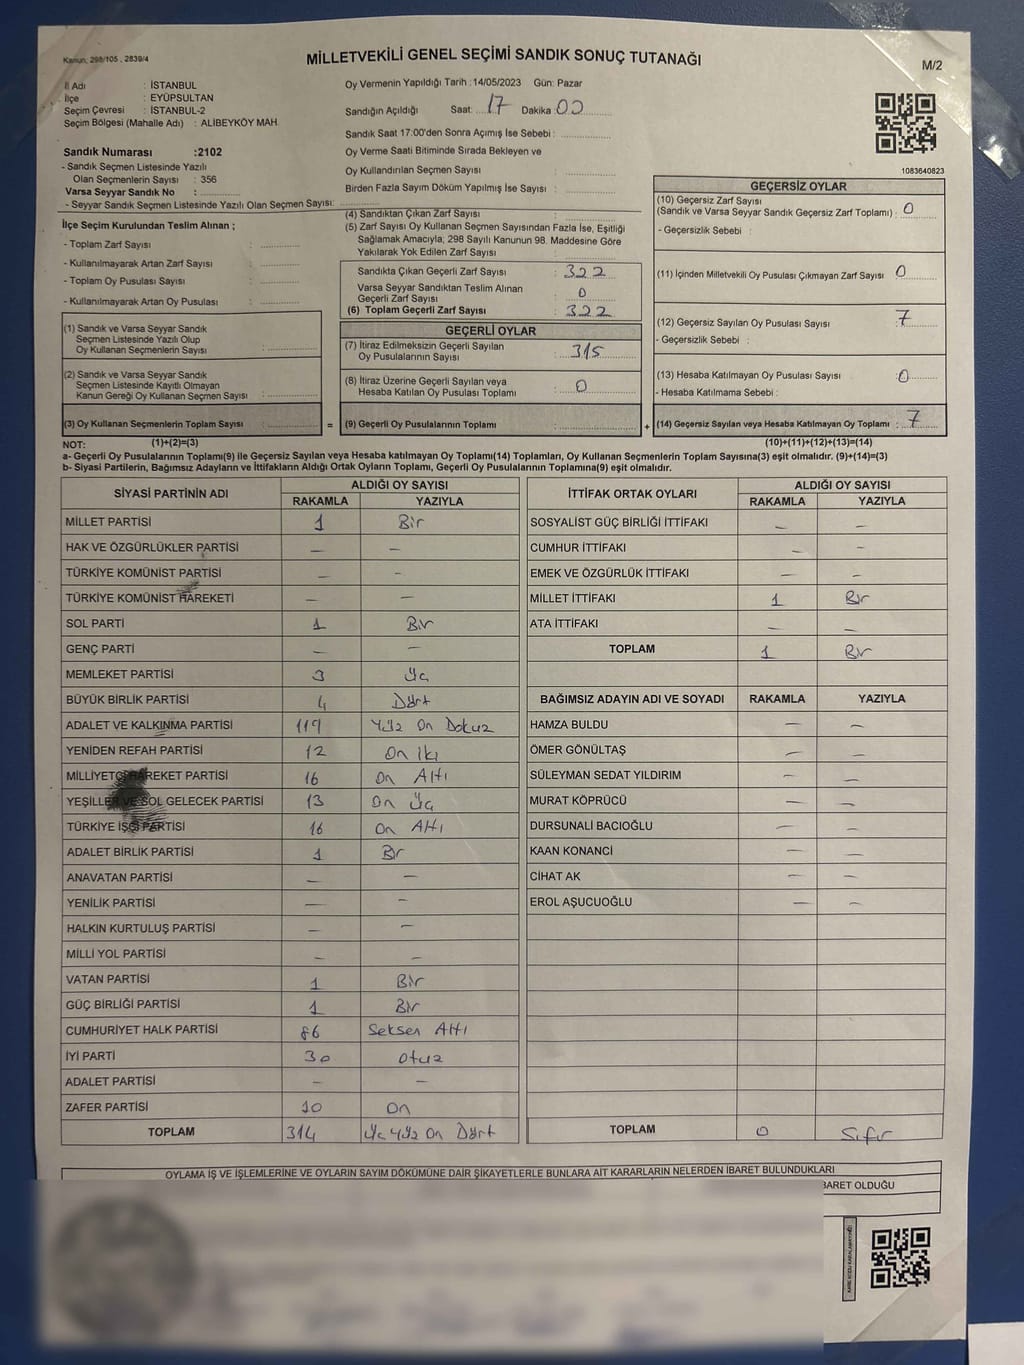 Kanun, 298/105 , 2839/4
MİLLETVEKİLİ GENEL SEÇİMİ SANDIK SONUÇ TUTANAĞI
M/2
İl Adı : İSTANBUL
İlçe : EYÜPSULTAN
Seçim Çevresi : İSTANBUL-2
Seçim Bölgesi (Mahalle Adı) : ALİBEYKÖY MAH.
Sandık Numarası :2102
- Sandık Seçmen Listesinde Yazılı
Olan Seçmenlerin Sayısı : 356
Varsa Seyyar Sandık No :
- Seyyar Sandık Seçmen Listesinde Yazılı Olan Seçmen Sayısı:
Oy Vermenin Yapıldığı Tarih : 14/05/2023 Gün: Pazar
Sandığın Açıldığı Saat: 17 Dakika 00
Sandık Saat 17:00'den Sonra Açımış İse Sebebi :
Oy Verme Saati Bitiminde Sırada Bekleyen ve
Oy Kullandırılan Seçmen Sayısı :
Birden Fazla Sayım Döküm Yapılmış İse Sayısı :
1083640823
İlçe Seçim Kurulundan Teslim Alınan ;
- Toplam Zarf Sayısı :
- Kullanılmayarak Artan Zarf Sayısı :
- Toplam Oy Pusulası Sayısı :
- Kullanılmayarak Artan Oy Pusulası :
(1) Sandık ve Varsa Seyyar Sandık
Seçmen Listesinde Yazılı Olup
Oy Kullanan Seçmenlerin Sayısı :
(2) Sandık ve Varsa Seyyar Sandık
Seçmen Listesinde Kayıtlı Olmayan
Kanun Gereği Oy Kullanan Seçmen Sayısı :
(3) Oy Kullanan Seçmenlerin Toplam Sayısı : =
(4) Sandıktan Çıkan Zarf Sayısı :
(5) Zarf Sayısı Oy Kullanan Seçmen Sayısından Fazla İse, Eşitliği
Sağlamak Amacıyla; 298 Sayılı Kanunun 98. Maddesine Göre
Yakılarak Yok Edilen Zarf Sayısı :
Sandıkta Çıkan Geçerli Zarf Sayısı : 322
Varsa Seyyar Sandıktan Teslim Alınan
Geçerli Zarf Sayısı : 0
(6) Toplam Geçerli Zarf Sayısı : 322
GEÇERLİ OYLAR
(7) İtiraz Edilmeksizin Geçerli Sayılan
Oy Pusulalarının Sayısı : 315
(8) İtiraz Üzerine Geçerli Sayılan veya
Hesaba Katılan Oy Pusulası Toplamı : 0
(9) Geçerli Oy Pusulalarının Toplamı : +
GEÇERSİZ OYLAR
(10) Geçersiz Zarf Sayısı
(Sandık ve Varsa Seyyar Sandık Geçersiz Zarf Toplamı) : 0
- Geçersizlik Sebebi :
(11) İçinden Milletvekili Oy Pusulası Çıkmayan Zarf Sayısı : 0
(12) Geçersiz Sayılan Oy Pusulası Sayısı : 7
- Geçersizlik Sebebi :
(13) Hesaba Katılmayan Oy Pusulası Sayısı : 0
- Hesaba Katılmama Sebebi :
(14) Geçersiz Sayılan veya Hesaba Katılmayan Oy Toplamı : 7
NOT: (1)+(2)=(3) (10)+(11)+(12)+(13)=(14)
a- Geçerli Oy Pusulalarının Toplamı(9) ile Geçersiz Sayılan veya Hesaba katılmayan Oy Toplamı(14) Toplamları, Oy Kullanan Seçmenlerin Toplam Sayısına(3) eşit olmalıdır. (9)+(14)=(3)
b- Siyasi Partilerin, Bağımsız Adayların ve İttifakların Aldığı Ortak Oyların Toplamı, Geçerli Oy Pusulalarının Toplamına(9) eşit olmalıdır.
SİYASİ PARTİNİN ADI ALDIĞI OY SAYISI
RAKAMLA YAZIYLA
MİLLET PARTİSİ 1 Bir
HAK VE ÖZGÜRLÜKLER PARTİSİ — —
TÜRKİYE KOMÜNİST PARTİSİ — —
TÜRKİYE KOMÜNİST HAREKETİ — —
SOL PARTİ 1 Bir
GENÇ PARTİ — —
MEMLEKET PARTİSİ 3 Üç
BÜYÜK BİRLİK PARTİSİ 4 Dört
ADALET VE KALKINMA PARTİSİ 119 Yüz On Dokuz
YENİDEN REFAH PARTİSİ 12 On iki
MİLLİYETÇİ HAREKET PARTİSİ 16 On Altı
YEŞİLLER VE SOL GELECEK PARTİSİ 13 On Üç
TÜRKİYE İŞÇİ PARTİSİ 16 On Altı
ADALET BİRLİK PARTİSİ 1 Bir
ANAVATAN PARTİSİ — —
YENİLİK PARTİSİ — —
HALKIN KURTULUŞ PARTİSİ — —
MİLLİ YOL PARTİSİ — —
VATAN PARTİSİ 1 Bir
GÜÇ BİRLİĞİ PARTİSİ 1 Bir
CUMHURİYET HALK PARTİSİ 86 Seksen Altı
İYİ PARTİ 30 Otuz
ADALET PARTİSİ — —
ZAFER PARTİSİ 10 On
TOPLAM 314 Üç Yüz On Dört
İTTİFAK ORTAK OYLARI ALDIĞI OY SAYISI
RAKAMLA YAZIYLA
SOSYALİST GÜÇ BİRLİĞİ İTTİFAKI — —
CUMHUR İTTİFAKI — —
EMEK VE ÖZGÜRLÜK İTTİFAKI — —
MİLLET İTTİFAKI 1 Bir
ATA İTTİFAKI — —
TOPLAM 1 Bir
BAĞIMSIZ ADAYIN ADI VE SOYADI RAKAMLA YAZIYLA
HAMZA BULDU — —
ÖMER GÖNÜLTAŞ — —
SÜLEYMAN SEDAT YILDIRIM — —
MURAT KÖPRÜCÜ — —
DURSUNALİ BACIOĞLU — —
KAAN KONANCİ — —
CİHAT AK — —
EROL AŞUCUOĞLU — —
TOPLAM 0 Sıfır
OYLAMA İŞ VE İŞLEMLERİNE VE OYLARIN SAYIM DÖKÜMÜNE DAİR ŞİKAYETLERLE BUNLARA AİT KARARLARIN NELERDEN İBARET BULUNDUKLARI
BARET OLDUĞU